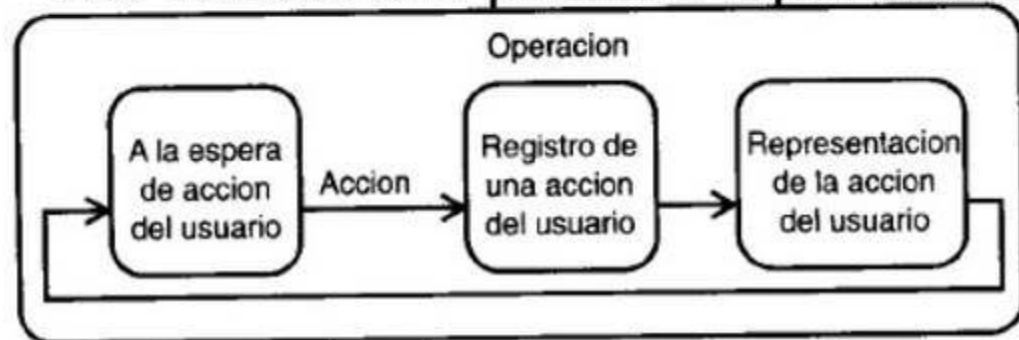 Operacion
A la espera
de accion
del usuario
Accion
Registro de
una accion
del usuario
Representacion
de la accion
del usuario